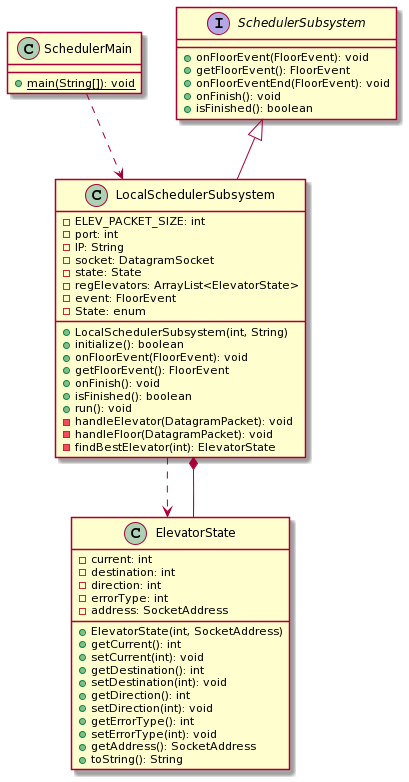 C SchedulerMain
main(String[]): void
I SchedulerSubsystem
onFloorEvent(FloorEvent): void
getFloorEvent(): FloorEvent
onFloorEventEnd(FloorEvent): void
onFinish(): void
isFinished(): boolean
C LocalSchedulerSubsystem
ELEV_PACKET_SIZE: int
port: int
IP: String
socket: DatagramSocket
state: State
regElevators: ArrayList<ElevatorState>
event: FloorEvent
State: enum
LocalSchedulerSubsystem(int, String)
initialize(): boolean
onFloorEvent(FloorEvent): void
getFloorEvent(): FloorEvent
onFinish(): void
isFinished(): boolean
run(): void
handleElevator(DatagramPacket): void
handleFloor(DatagramPacket): void
findBestElevator(int): ElevatorState
C ElevatorState
current: int
destination: int
direction: int
errorType: int
address: SocketAddress
ElevatorState(int, SocketAddress)
getCurrent(): int
setCurrent(int): void
getDestination(): int
setDestination(int): void
getDirection(): int
setDirection(int): void
getErrorType(): int
setErrorType(int): void
getAddress(): SocketAddress
toString(): String